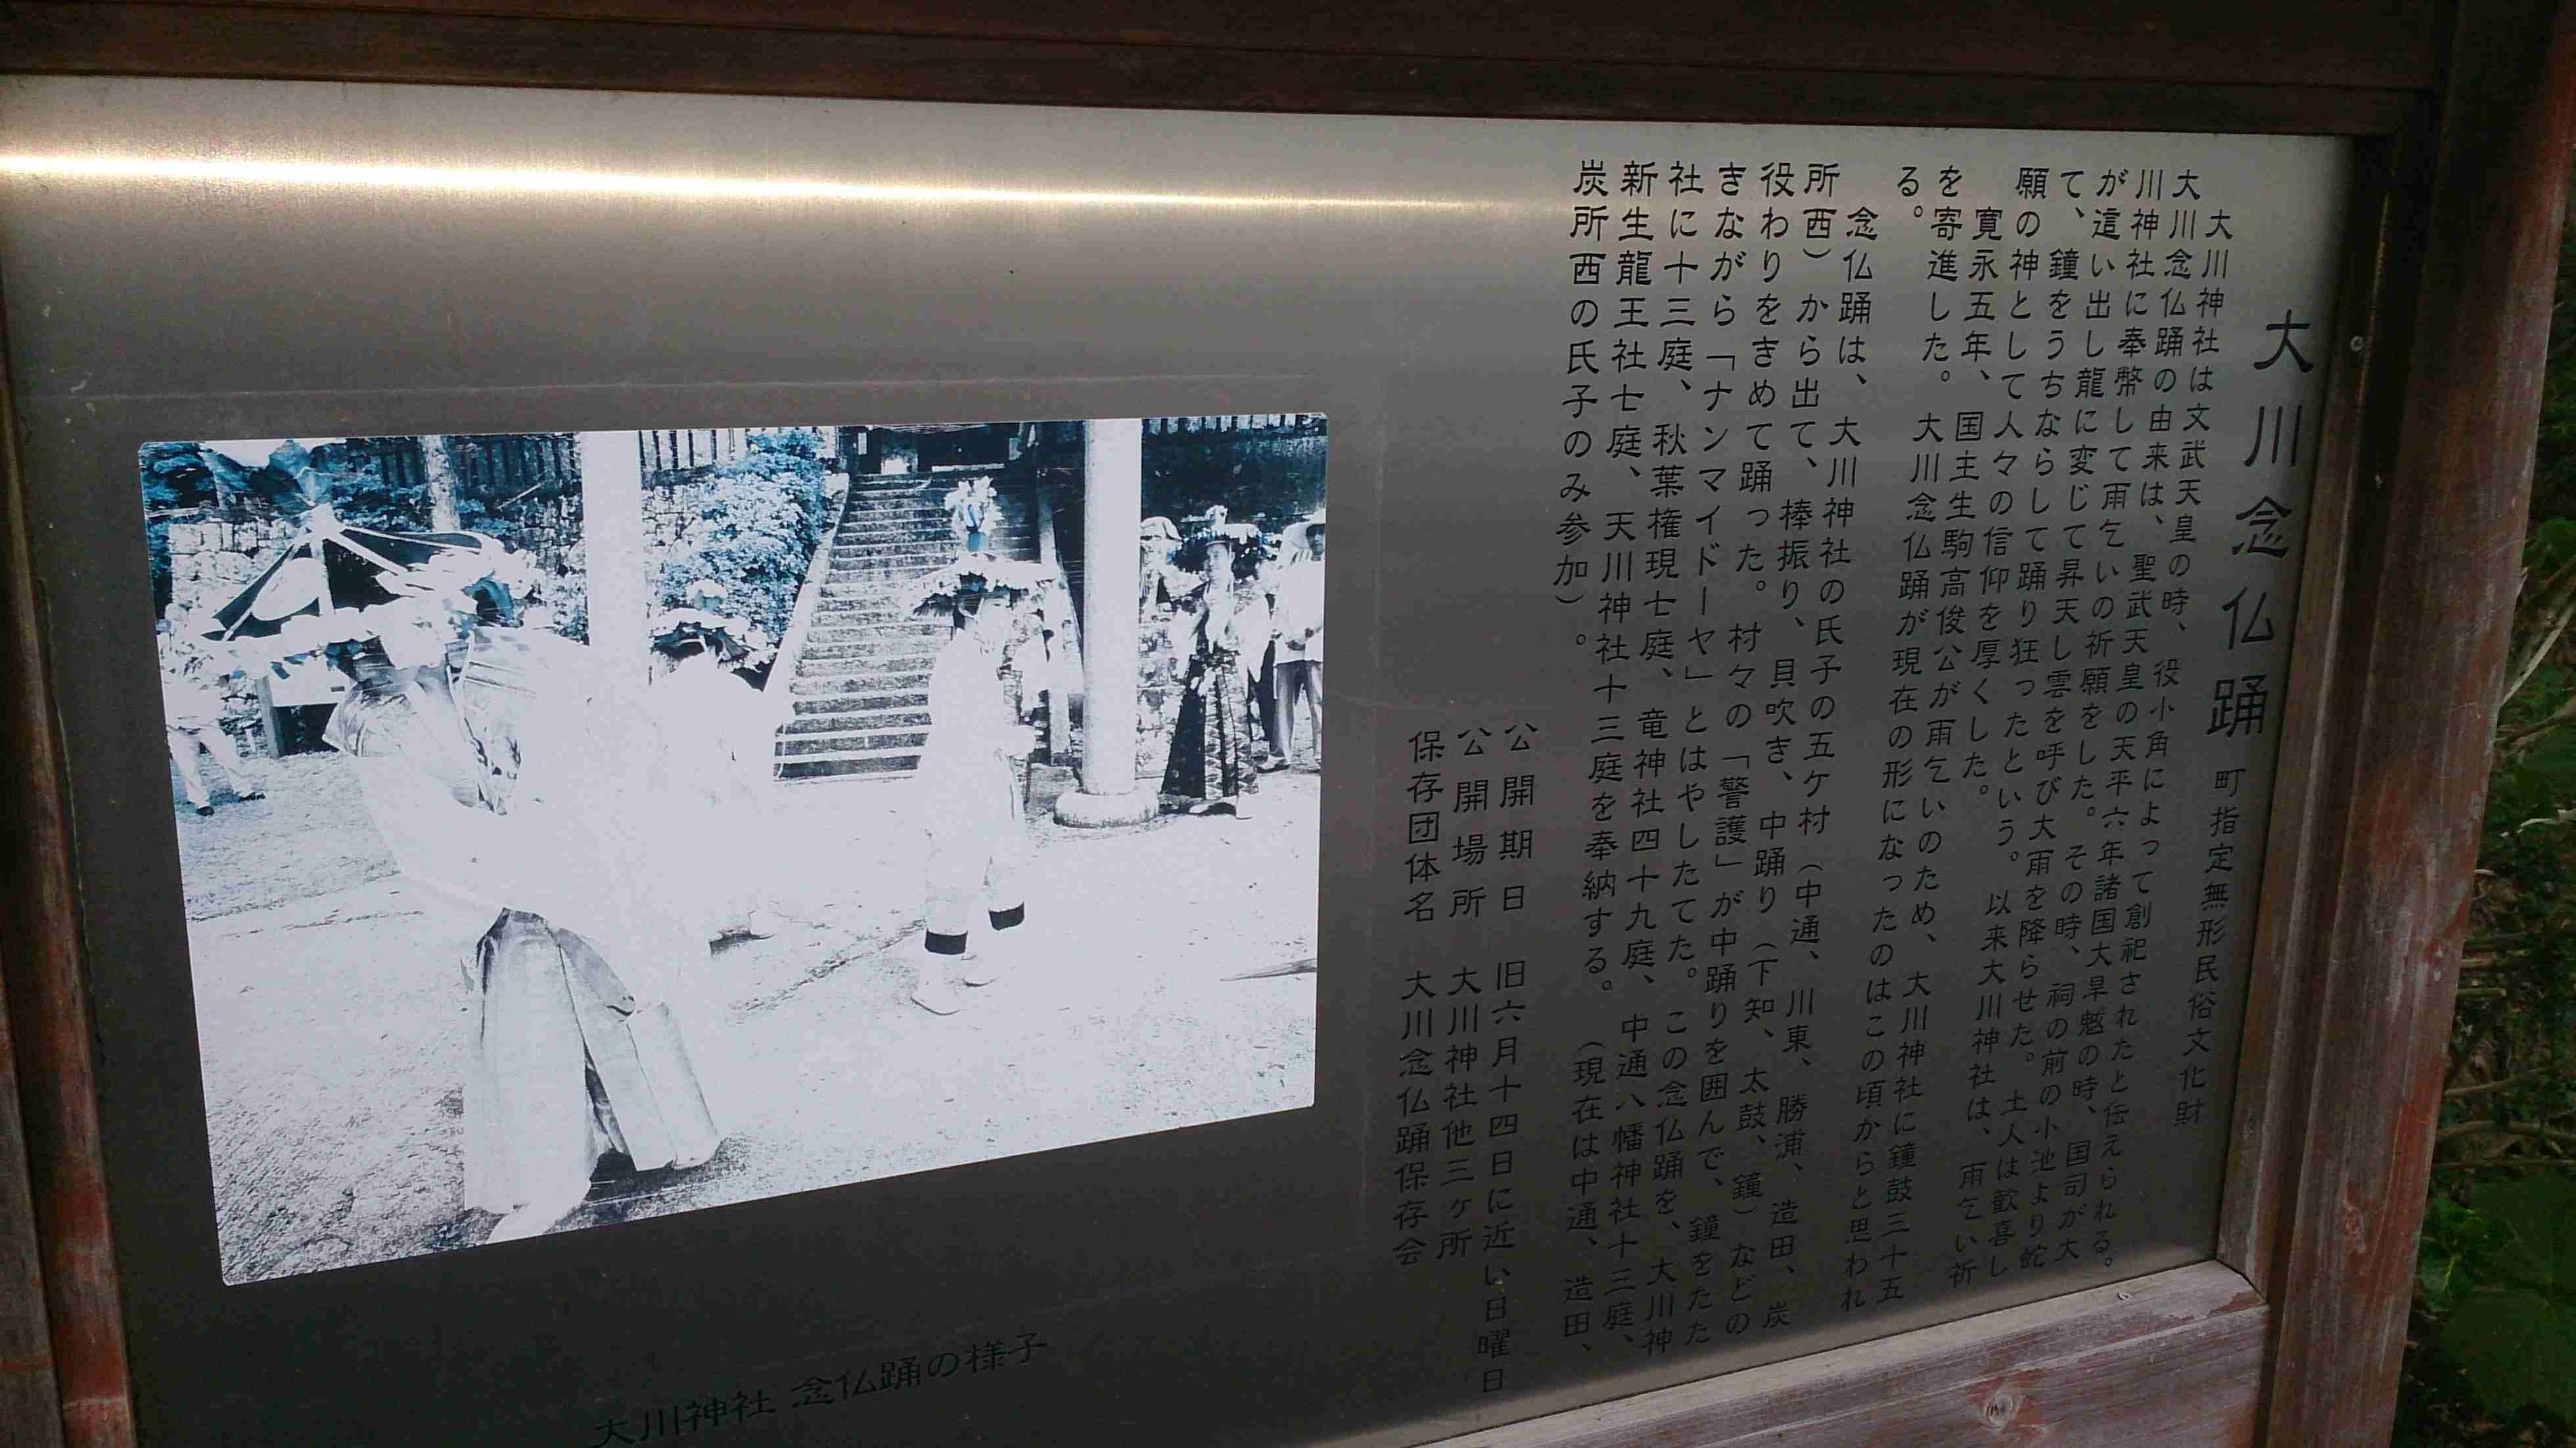 大川念仏踊 町指定無形民俗文化財
大川神社は文武天皇の時、役小角によって創祀されたと伝えられる。
大川念仏踊の由来は、聖武天皇の天平六年諸国大旱魃の時、国司が大
川神社に奉幣して雨乞いの祈願をした。その時、祠の前の小池より蛇
が這い出し龍に変じて昇天し雲を呼び大雨を降らせた。土人は歓喜し
て、鐘をうちならして踊り狂ったという。以来大川神社は、雨乞い祈
願の神として人々の信仰を厚くした。
寛永五年、国主生駒高俊公が雨乞いのため、大川神社に鐘鼓三十五
を寄進した。大川念仏踊が現在の形になったのはこの頃からと思われ
る。
念仏踊は、大川神社の氏子の五ケ村（中通、川東、勝浦、造田、炭
所西）から出て、棒振り、貝吹き、中踊り（下知、太鼓、鐘）などの
役わりをきめて踊った。村々の「警護」が中踊りを囲んで、鐘をたた
きながら「ナンマイドーヤ」とはやしたてた。この念仏踊を、大川神
社に十三庭、秋葉権現七庭、竜神社四十九庭、中通八幡神社十三庭、
新生龍王社七庭、天川神社十三庭を奉納する。（現在は中通、造田、
炭所西の氏子のみ参加）。
公開期日 旧六月十四日に近い日曜日
公開場所 大川神社他三ヶ所
保存団体名 大川念仏踊保存会
大川神社 念仏踊の様子